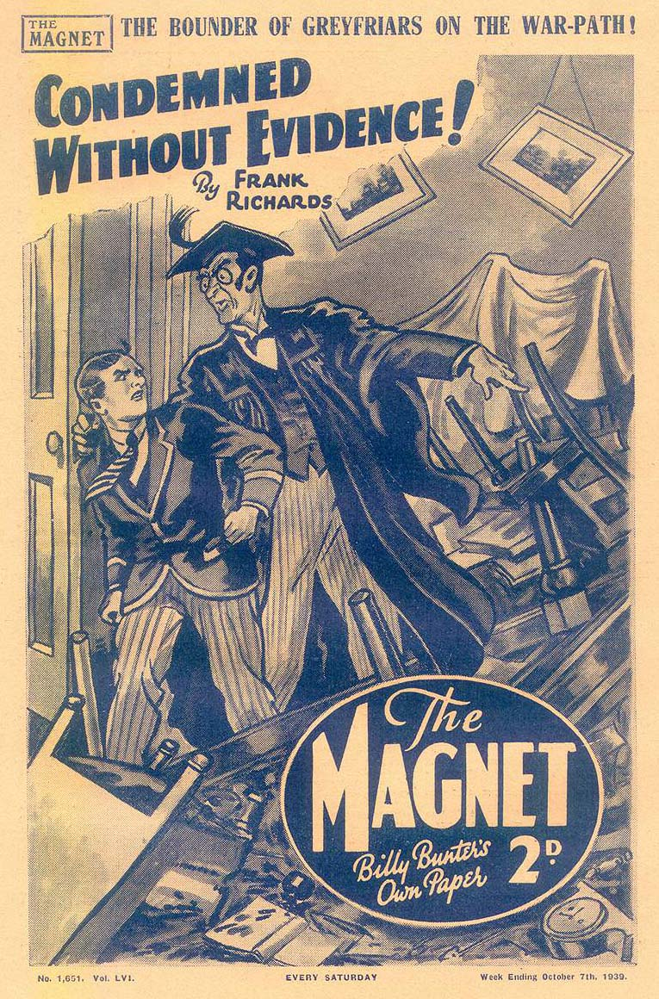 THE
MAGNET
THE BOUNDER OF GREYFRIARS ON THE WAR-PATH!
CONDEMNED
WITHOUT EVIDENCE!
By FRANK
RICHARDS
The
MAGNET
Billy Bunter's
Own Paper
2D.
No. 1,651. Vol. LVI.
EVERY SATURDAY
Week Ending October 7th, 1939.